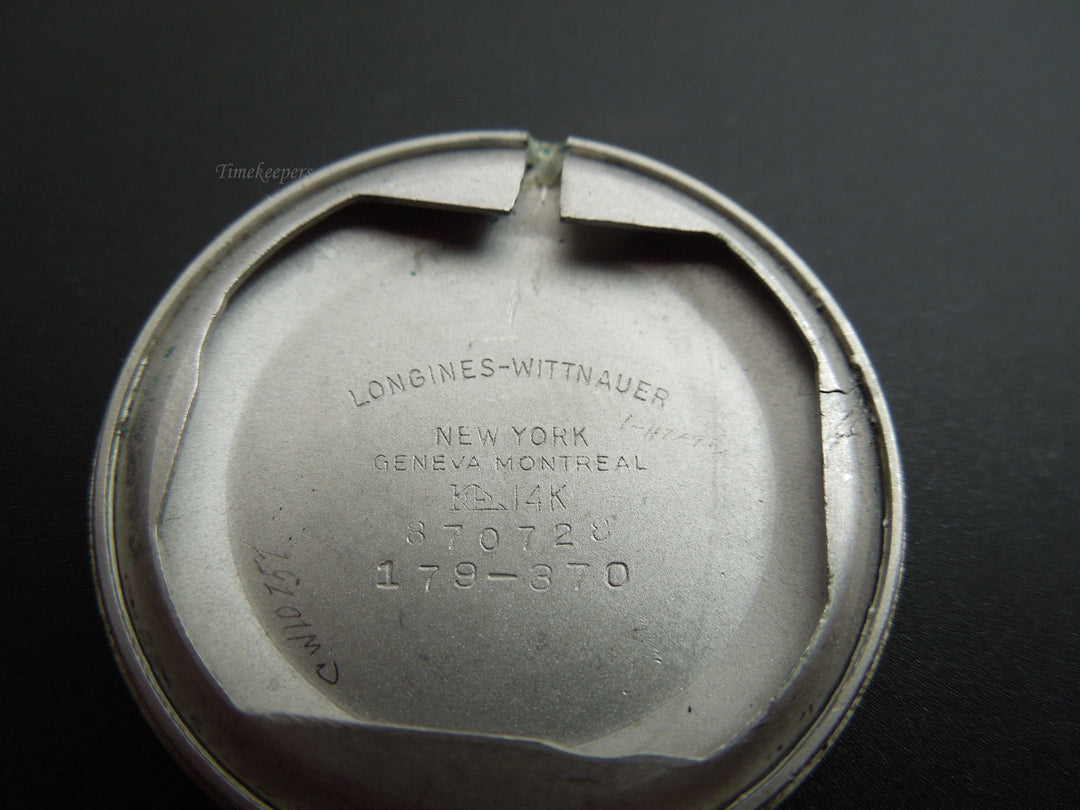 Timekeepers
LONGINES-WITTNAUER
NEW YORK
GENEVA MONTREAL
14K
870728
179-370